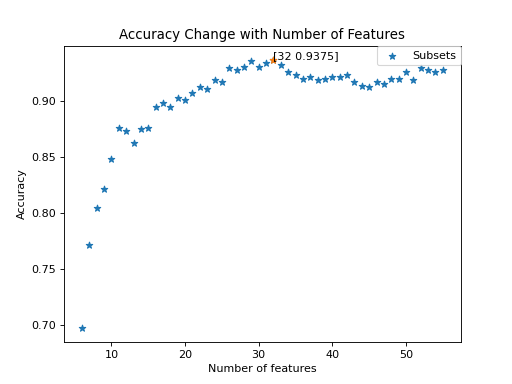 Accuracy Change with Number of Features
[32 0.9375]
Subsets
0.90
0.85
0.80
0.75
0.70
Accuracy
10 20 30 40 50
Number of features